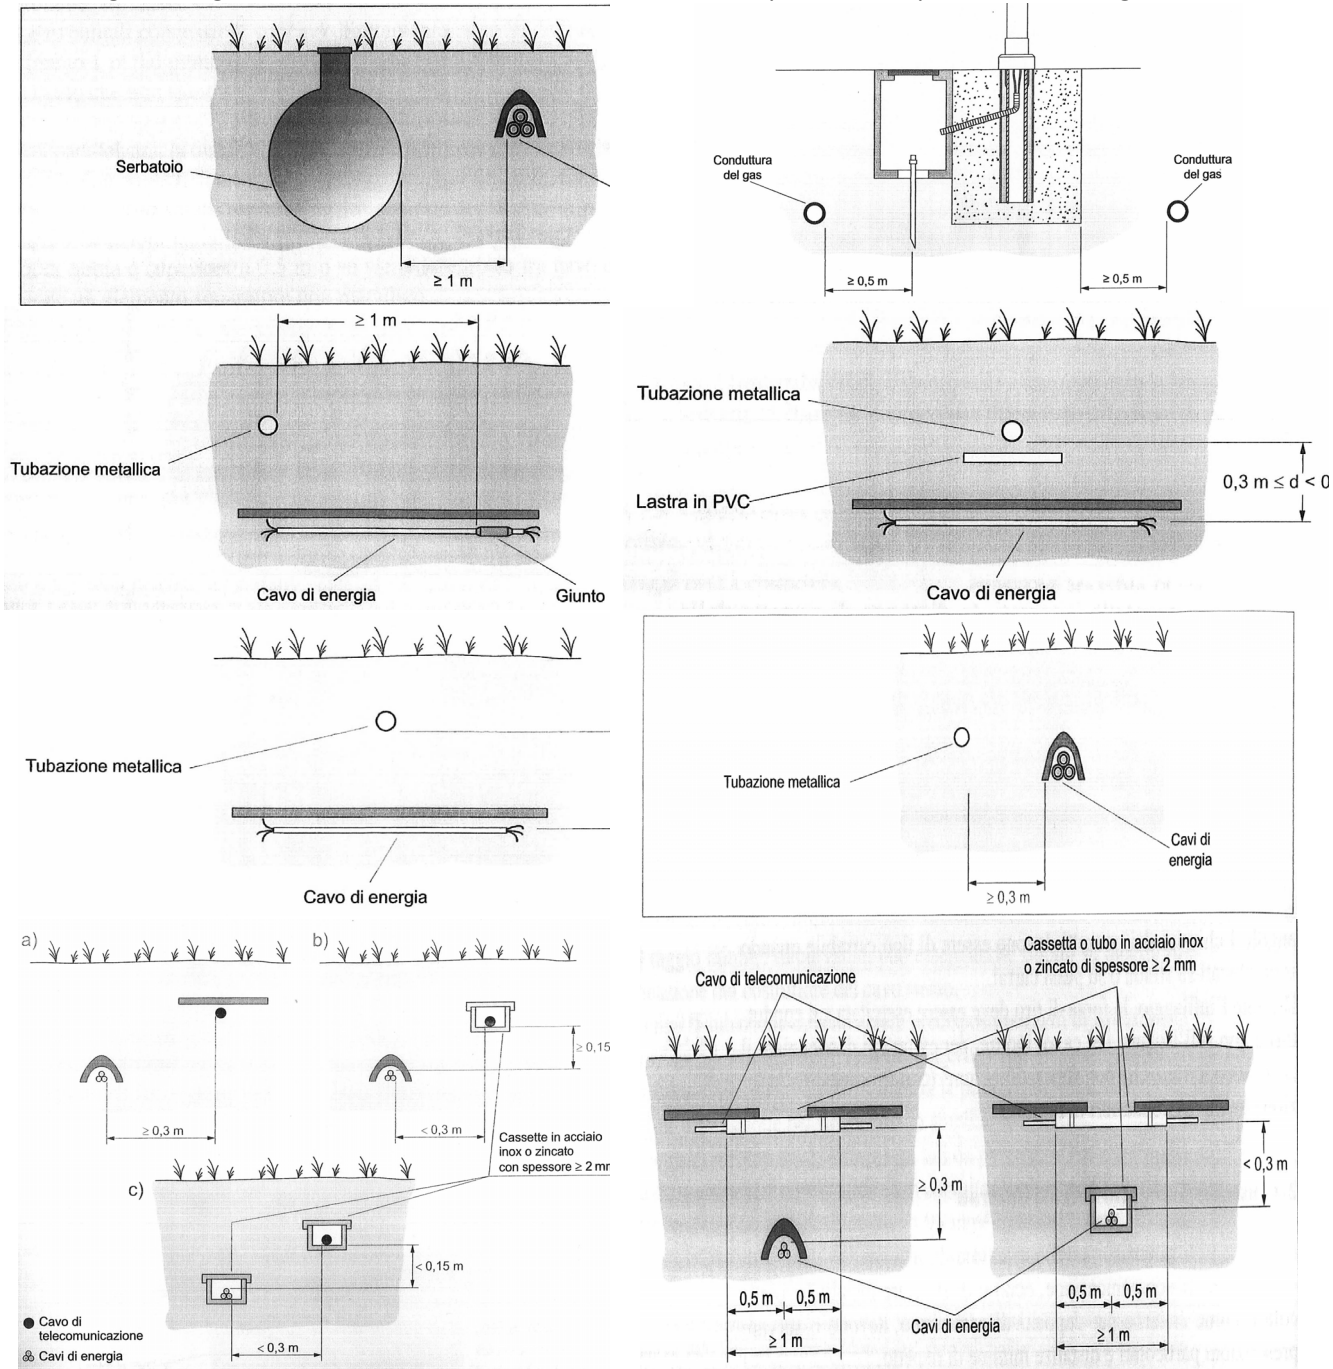 Serbatoio
≥ 1 m
Conduttura
del gas
Conduttura
del gas
≥ 0,5 m
≥ 0,5 m
≥ 1 m
Tubazione metallica
Cavo di energia
Giunto
Tubazione metallica
Lastra in PVC
0,3 m ≤ d < 0
Cavo di energia
Tubazione metallica
Cavo di energia
Tubazione metallica
Cavi di
energia
≥ 0,3 m
a)
b)
≥ 0,15
≥ 0,3 m
< 0,3 m
Cassette in acciaio
inox o zincato
con spessore ≥ 2 mm
c)
< 0,15 m
< 0,3 m
Cavo di
telecomunicazione
Cavi di energia
Cavo di telecomunicazione
Cassetta o tubo in acciaio inox
o zincato di spessore ≥ 2 mm
≥ 0,3 m
< 0,3 m
0,5 m
0,5 m
≥ 1 m
Cavi di energia
0,5 m
0,5 m
≥ 1 m